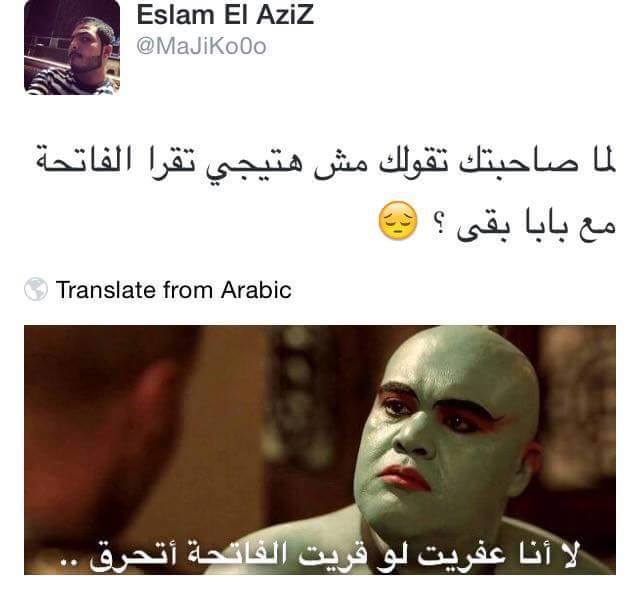 Eslam El AziZ
@MaJiKo0o
لما صاحبتك تقولك مش هتيجي تقرا الفاتحة
مع بابا بقى ؟ 😔
Translate from Arabic
لا أنا عفريت لو قريت الفاتحة أتحرق ..